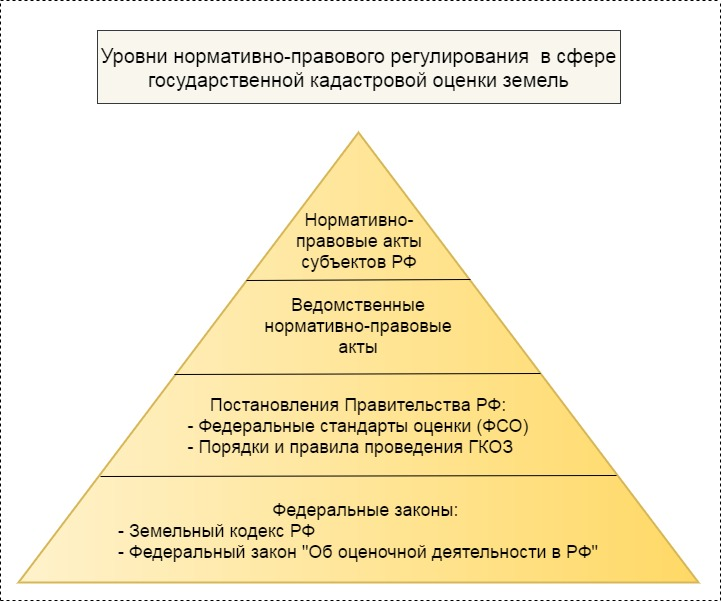 Уровни нормативно-правового регулирования  в сфере
государственной кадастровой оценки земель
Нормативно-
правовые акты
субъектов РФ
Ведомственные
нормативно-правовые
акты
Постановления Правительства РФ:
- Федеральные стандарты оценки (ФСО)
- Порядки и правила проведения ГКОЗ
Федеральные законы:
- Земельный кодекс РФ
- Федеральный закон "Об оценочной деятельности в РФ"